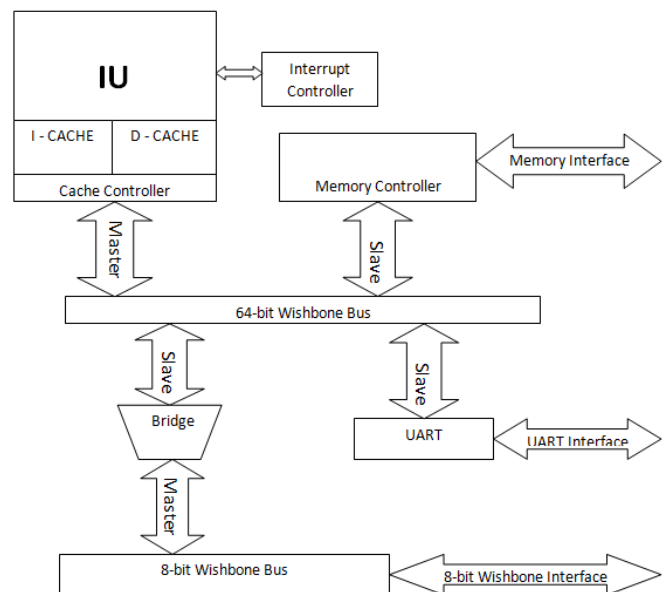 IU
Interrupt
Controller
I - CACHE
D - CACHE
Cache Controller
Memory Controller
Memory Interface
Master
Slave
64-bit Wishbone Bus
Slave
Slave
Bridge
UART
UART Interface
Master
8-bit Wishbone Bus
8-bit Wishbone Interface